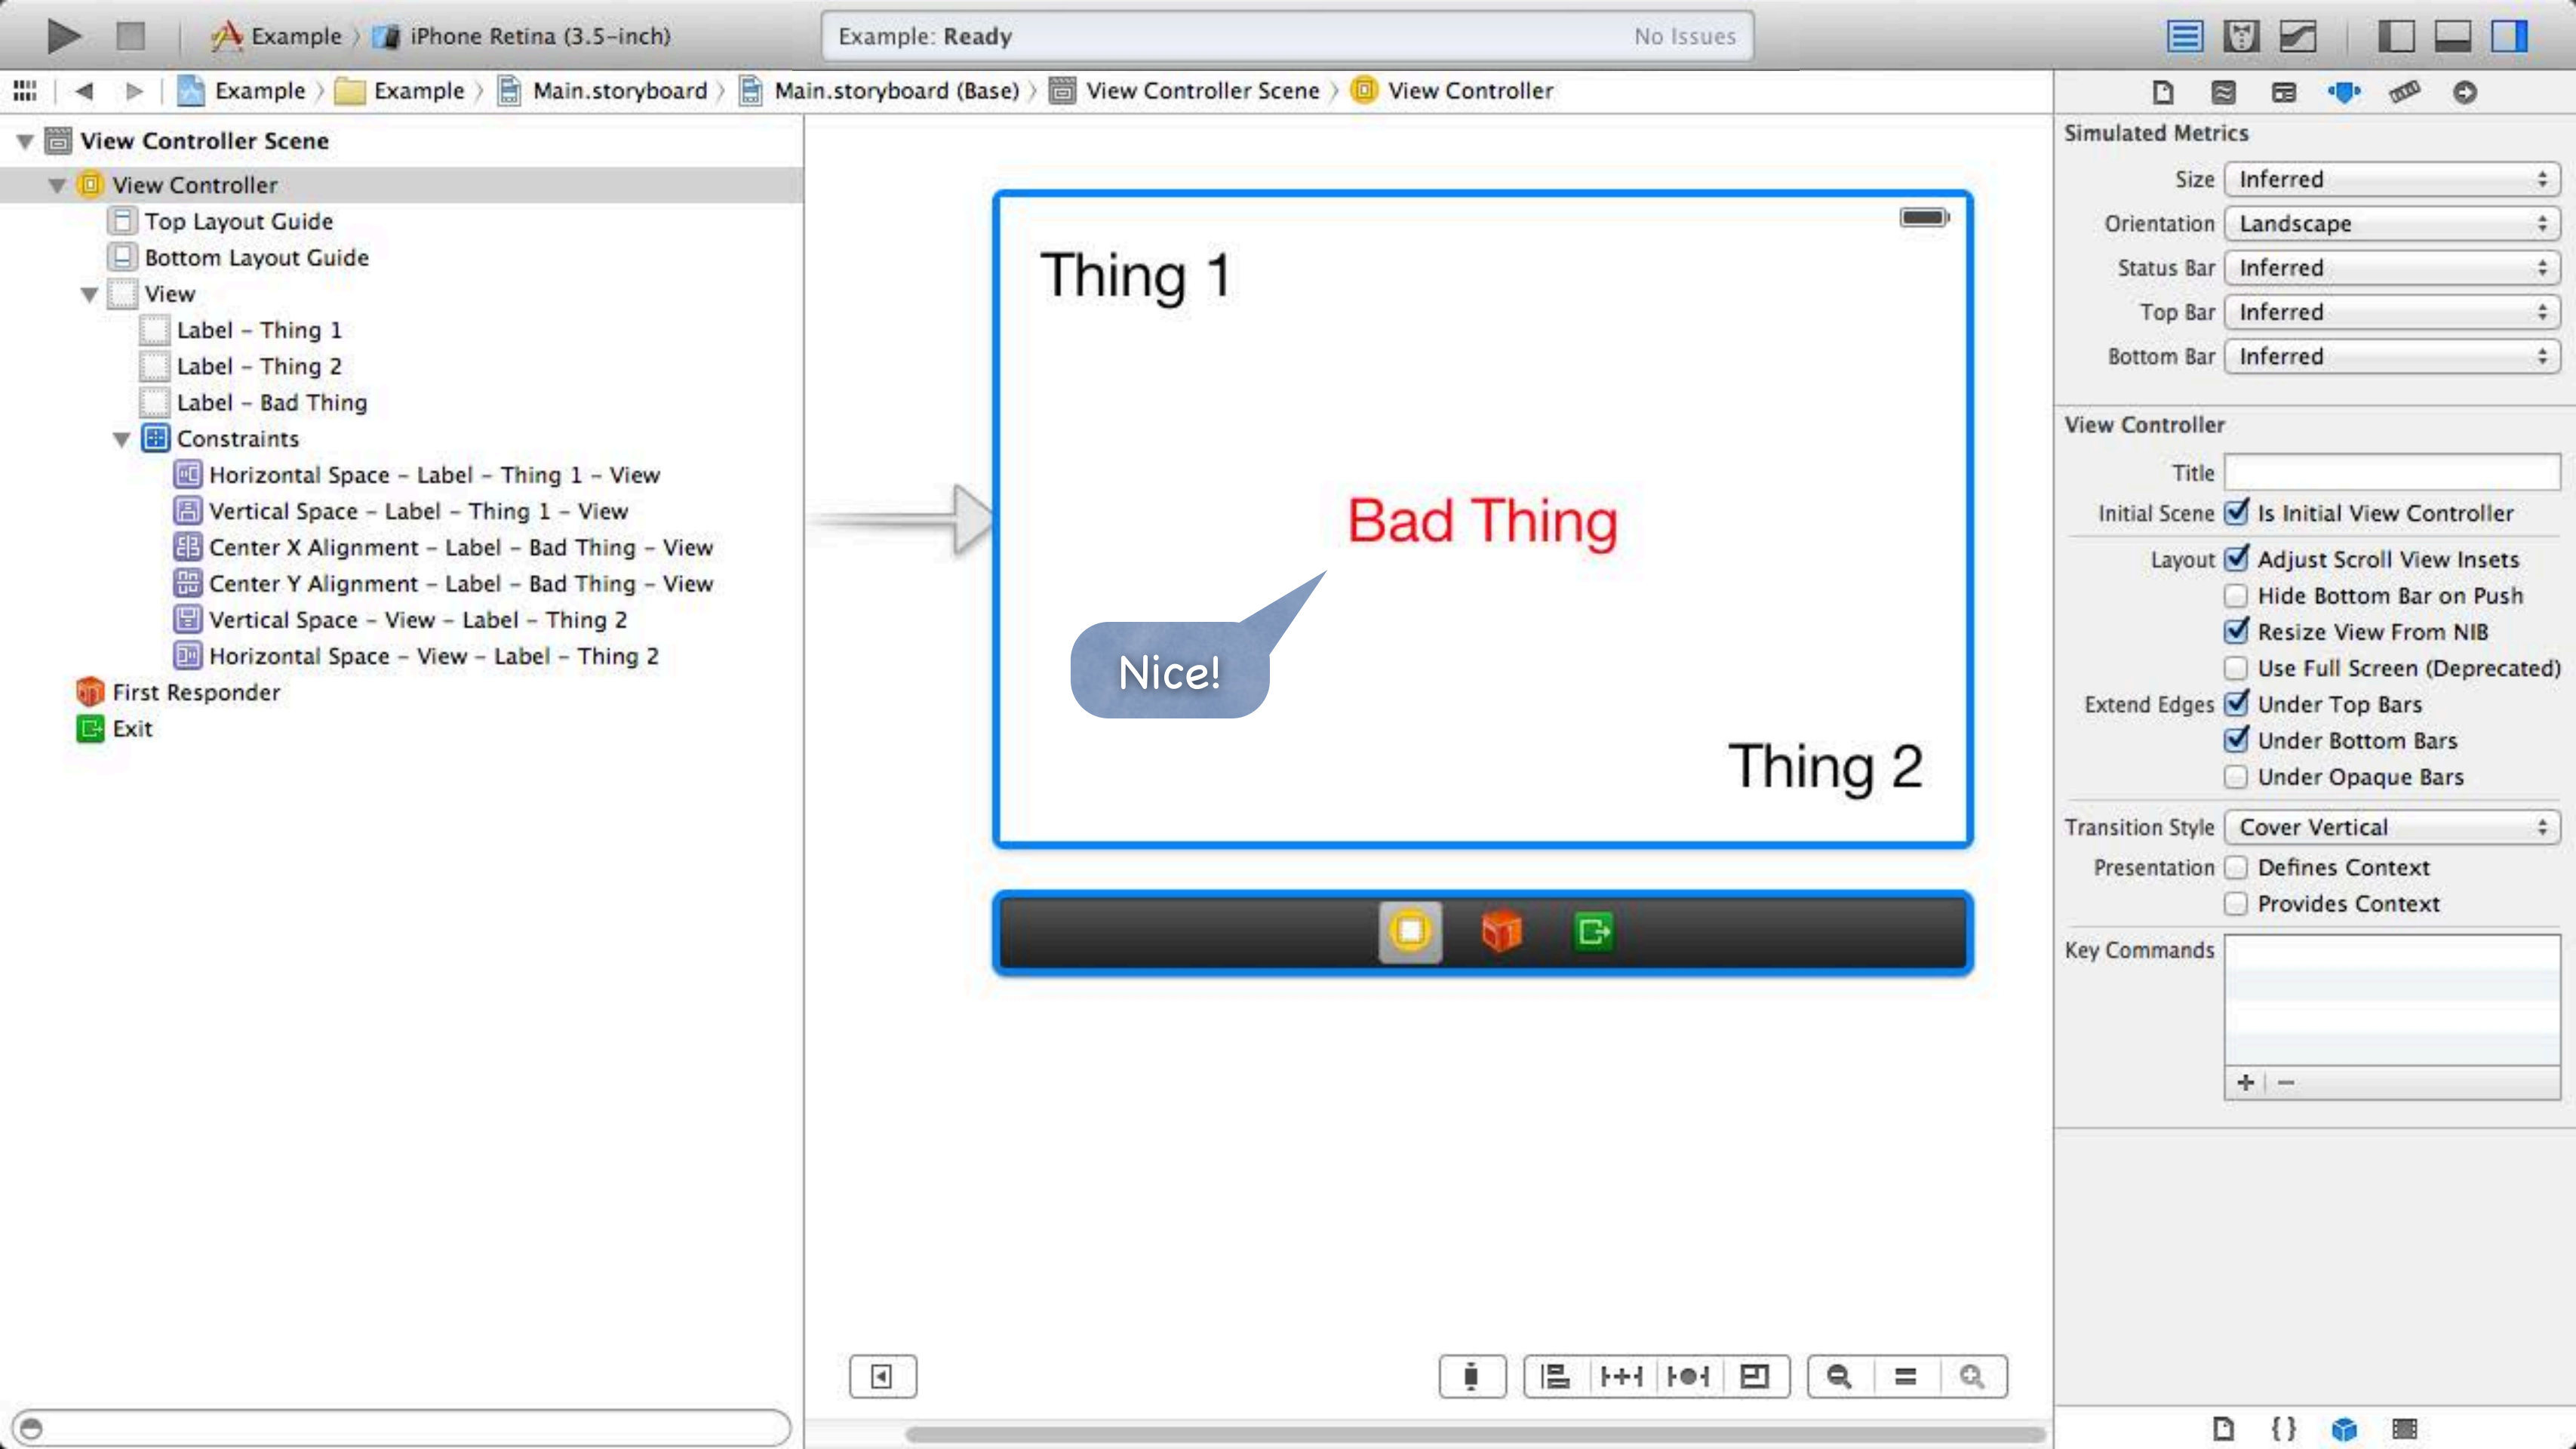 Example 〉 iPhone Retina (3.5-inch)
Example: Ready
No Issues
Example 〉 Example 〉 Main.storyboard 〉 Main.storyboard (Base) 〉 View Controller Scene 〉 View Controller
View Controller Scene
View Controller
Top Layout Guide
Bottom Layout Guide
View
Label – Thing 1
Label – Thing 2
Label – Bad Thing
Constraints
Horizontal Space – Label – Thing 1 – View
Vertical Space – Label – Thing 1 – View
Center X Alignment – Label – Bad Thing – View
Center Y Alignment – Label – Bad Thing – View
Vertical Space – View – Label – Thing 2
Horizontal Space – View – Label – Thing 2
First Responder
Exit
Thing 1
Bad Thing
Nice!
Thing 2
Simulated Metrics
Size Inferred
Orientation Landscape
Status Bar Inferred
Top Bar Inferred
Bottom Bar Inferred
View Controller
Title
Initial Scene Is Initial View Controller
Layout Adjust Scroll View Insets
Hide Bottom Bar on Push
Resize View From NIB
Use Full Screen (Deprecated)
Extend Edges Under Top Bars
Under Bottom Bars
Under Opaque Bars
Transition Style Cover Vertical
Presentation Defines Context
Provides Context
Key Commands